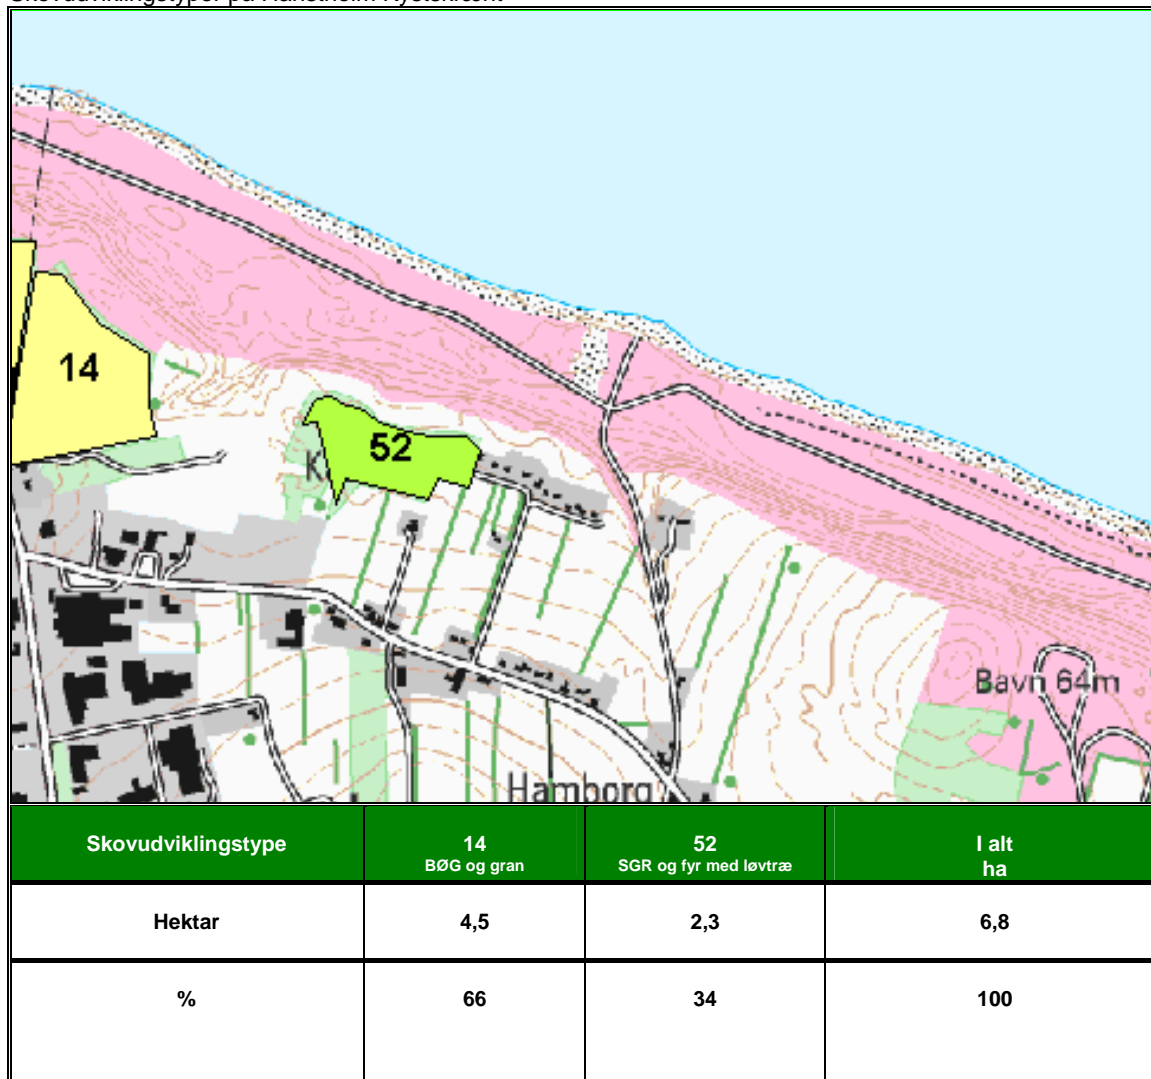 14
52
K
Bavn 64m
Hamborg
Skovudviklingstype 14 52 I alt
BØG og gran SGR og fyr med løvtræ ha
Hektar 4,5 2,3 6,8
% 66 34 100